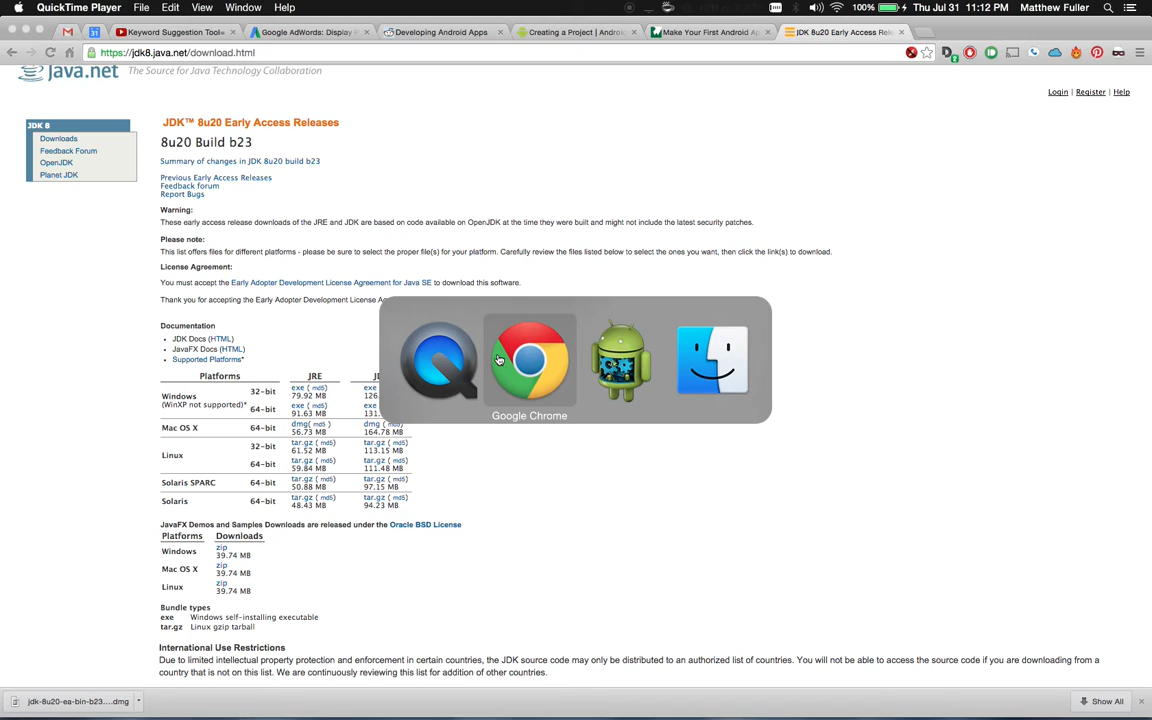 QuickTime Player File Edit View Window Help 100% Thu Jul 31 11:12 PM Matthew Fuller
Keyword Suggestion Tool Google AdWords: Display Developing Android Apps Creating a Project | Android Make Your First Android Ap JDK 8u20 Early Access Rele
https://jdk8.java.net/download.html
Java.net The Source for Java Technology Collaboration
Login | Register | Help
JDK 8
Downloads
Feedback Forum
OpenJDK
Planet JDK
JDK™ 8u20 Early Access Releases
8u20 Build b23
Summary of changes in JDK 8u20 build b23
Previous Early Access Releases
Feedback forum
Report Bugs
Warning:
These early access release downloads of the JRE and JDK are based on code available on OpenJDK at the time they were built and might not include the latest security patches.
Please note:
This list offers files for different platforms - please be sure to select the proper file(s) for your platform. Carefully review the files listed below to select the ones you want, then click the link(s) to download.
License Agreement:
You must accept the Early Adopter Development License Agreement for Java SE to download this software.
Thank you for accepting the Early Adopter Development License
Documentation
JDK Docs (HTML)
JavaFX Docs (HTML)
Supported Platforms*
Platforms JRE
Windows 32-bit exe ( md5) exe
(WinXP not supported)* 79.92 MB 126.
64-bit exe ( md5) exe
91.63 MB 131.
Mac OS X 64-bit dmg( md5 ) dmg ( md5)
56.73 MB 164.78 MB
Linux 32-bit tar.gz ( md5) tar.gz ( md5)
61.52 MB 113.15 MB
64-bit tar.gz ( md5) tar.gz ( md5)
59.84 MB 111.48 MB
Solaris SPARC 64-bit tar.gz ( md5) tar.gz ( md5)
50.88 MB 97.15 MB
Solaris 64-bit tar.gz ( md5) tar.gz ( md5)
48.43 MB 94.23 MB
JavaFX Demos and Samples Downloads are released under the Oracle BSD License
Platforms Downloads
Windows zip
39.74 MB
Mac OS X zip
39.74 MB
Linux zip
39.74 MB
Bundle types
exe Windows self-installing executable
tar.gz Linux gzip tarball
International Use Restrictions
Due to limited intellectual property protection and enforcement in certain countries, the JDK source code may only be distributed to an authorized list of countries. You will not be able to access the source code if you are downloading from a
country that is not on this list. We are continuously reviewing this list for addition of other countries.
Google Chrome
jdk-8u20-ea-bin-b23....dmg Show All